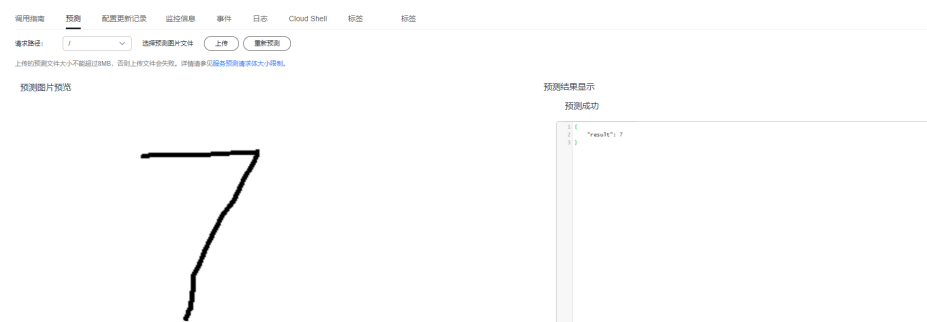 调用指南 预测 配置更新记录 监控信息 事件 日志 Cloud Shell 标签 标签
请求路径: / 选择预测图片文件 上传 重新预测
上传的预测文件大小不能超过8MB，否则上传文件会失败。详情请参见服务预测请求体大小限制。
预测图片预览
预测结果显示
预测成功
1 {
2 "result": 7
3 }
7